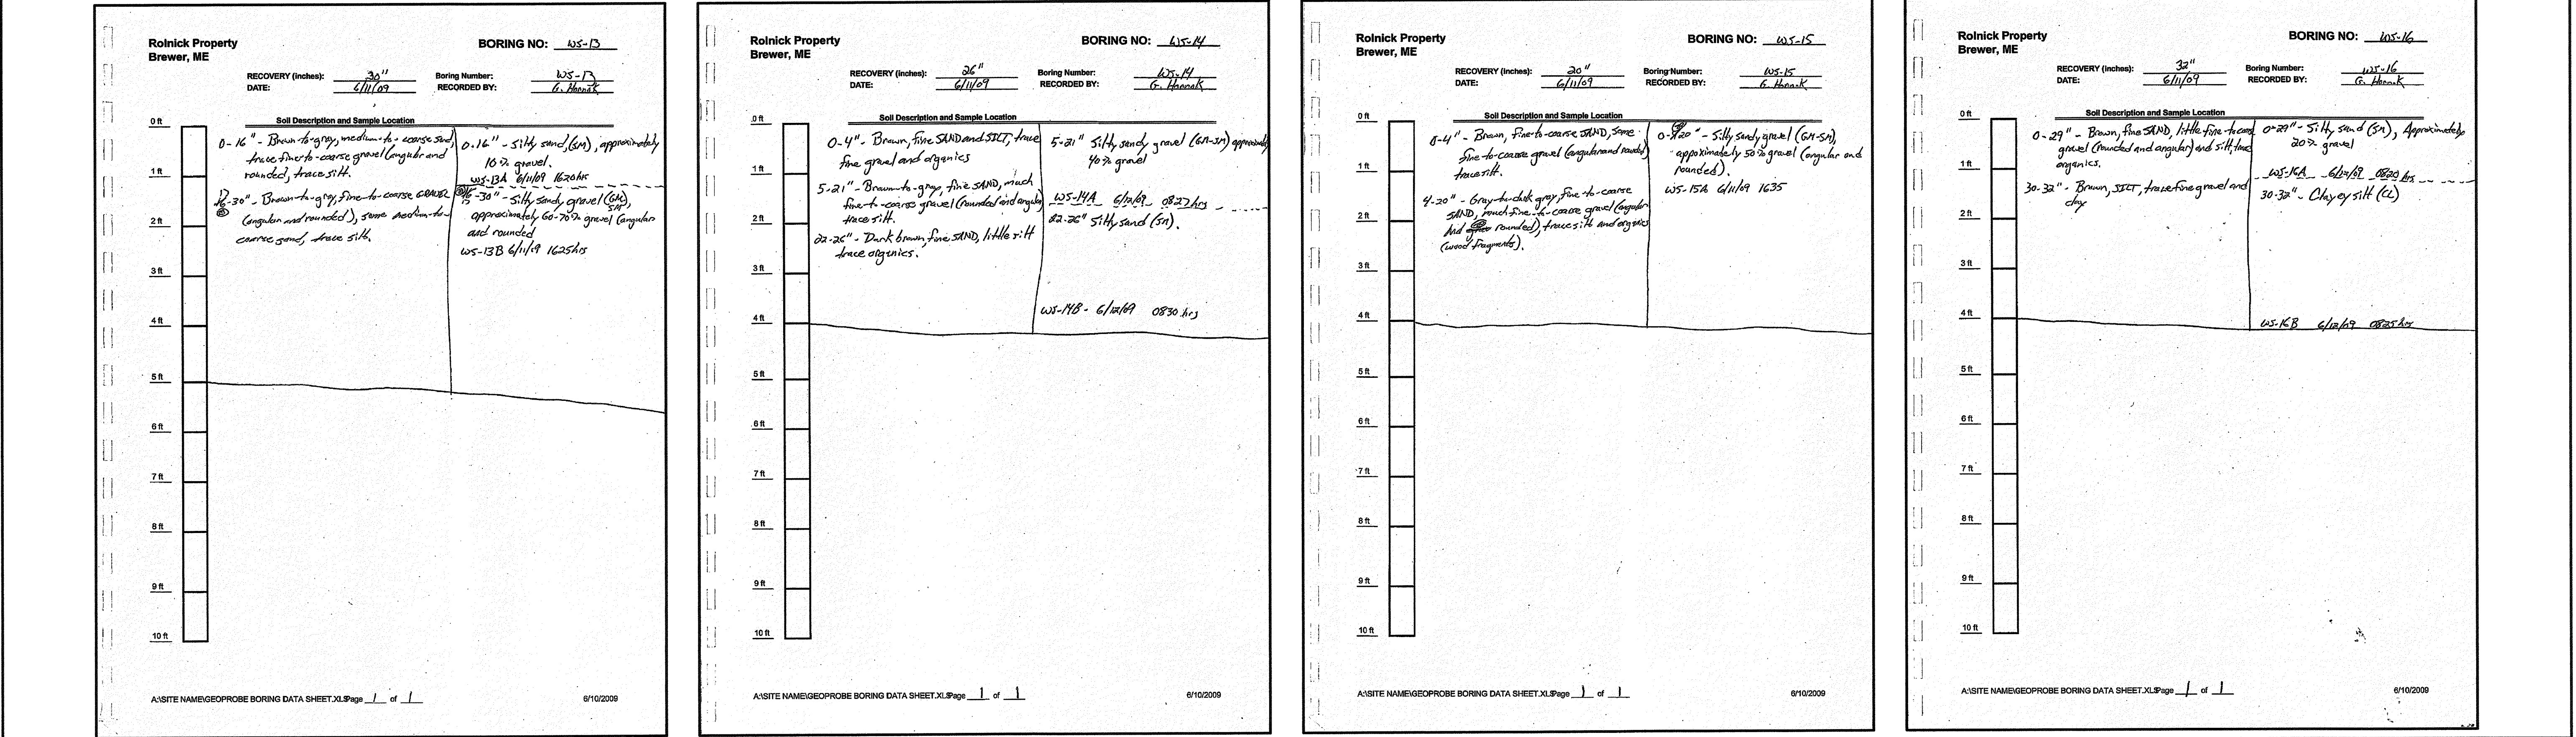 Rolnick Property
Brewer, ME
BORING NO: WS-13
RECOVERY (inches): 30"
Boring Number: WS-13
DATE: 6/11/09
RECORDED BY: G. Hannok
Soil Description and Sample Location
0 ft
0-16" - Brown-to-gray, medium-to-coarse sand,
trace fine-to-coarse gravel (angular and
rounded), trace silt.
0-16" - Silty sand, (SM), approximately
10% gravel.
WS-13A 6/11/09 1620hrs
1 ft
17-30" - Brown-to-gray, fine-to-coarse GRAVEL
(angular and rounded), some medium-to-
coarse sand, trace silt.
17-30" - Silty sandy gravel (GM,
SM)
approximately 60-70% gravel (angular
and rounded
WS-13B 6/11/09 1625hrs
2 ft
3 ft
4 ft
5 ft
6 ft
7 ft
8 ft
9 ft
10 ft
A:\SITE NAME\GEOPROBE BORING DATA SHEET.XLS
Page 1 of 1
6/10/2009
Rolnick Property
Brewer, ME
BORING NO: WS-14
RECOVERY (inches): 26"
Boring Number: WS-14
DATE: 6/11/09
RECORDED BY: G. Hannok
Soil Description and Sample Location
0 ft
0-4" - Brown, fine SAND and SILT, trace
fine gravel and organics
5-21" Silty sandy gravel (GM-SM) approximately
40% gravel
1 ft
5-21" - Brown-to-gray, fine SAND, much
fine-to-coarse gravel (rounded and angular)
trace silt.
WS-14A 6/12/09 0827hrs
2 ft
22-26" - Dark brown, fine SAND, little silt
trace organics.
22-26" Silty sand (SM).
3 ft
WS-14B - 6/12/09 0830 hrs
4 ft
5 ft
6 ft
7 ft
8 ft
9 ft
10 ft
A:\SITE NAME\GEOPROBE BORING DATA SHEET.XLS
Page 1 of 1
6/10/2009
Rolnick Property
Brewer, ME
BORING NO: WS-15
RECOVERY (inches): 20"
Boring Number: WS-15
DATE: 6/11/09
RECORDED BY: G. Hannok
Soil Description and Sample Location
0 ft
0-4" - Brown, Fine-to-coarse SAND, some
fine-to-coarse gravel (angular and rounded)
trace silt.
0-20" - Silty sandy gravel (GM-SM),
appoximately 50% gravel (angular and
rounded).
WS-15A 6/11/09 1635
1 ft
4-20" - Gray-to-dark gray, fine-to-coarse
SAND, much fine-to-coarse gravel (angular
and rounded), trace silt and organics
(wood fragments).
2 ft
3 ft
4 ft
5 ft
6 ft
7 ft
8 ft
9 ft
10 ft
A:\SITE NAME\GEOPROBE BORING DATA SHEET.XLS
Page 1 of 1
6/10/2009
Rolnick Property
Brewer, ME
BORING NO: WS-16
RECOVERY (inches): 32"
Boring Number: WS-16
DATE: 6/11/09
RECORDED BY: G. Hannok
Soil Description and Sample Location
0 ft
0-29" - Brown, fine SAND, little fine-to-coarse
gravel (rounded and angular) and silt, trace
organics.
0-29" - Silty sand (SM), Approximately
20% gravel
1 ft
WS-16A 6/12/09 0820 hrs
30-32" - Brown, SILT, trace fine gravel and
clay
30-32" - Clayey silt (CL)
2 ft
3 ft
4 ft
WS-16B 6/12/09 0825hrs
5 ft
6 ft
7 ft
8 ft
9 ft
10 ft
A:\SITE NAME\GEOPROBE BORING DATA SHEET.XLS
Page 1 of 1
6/10/2009